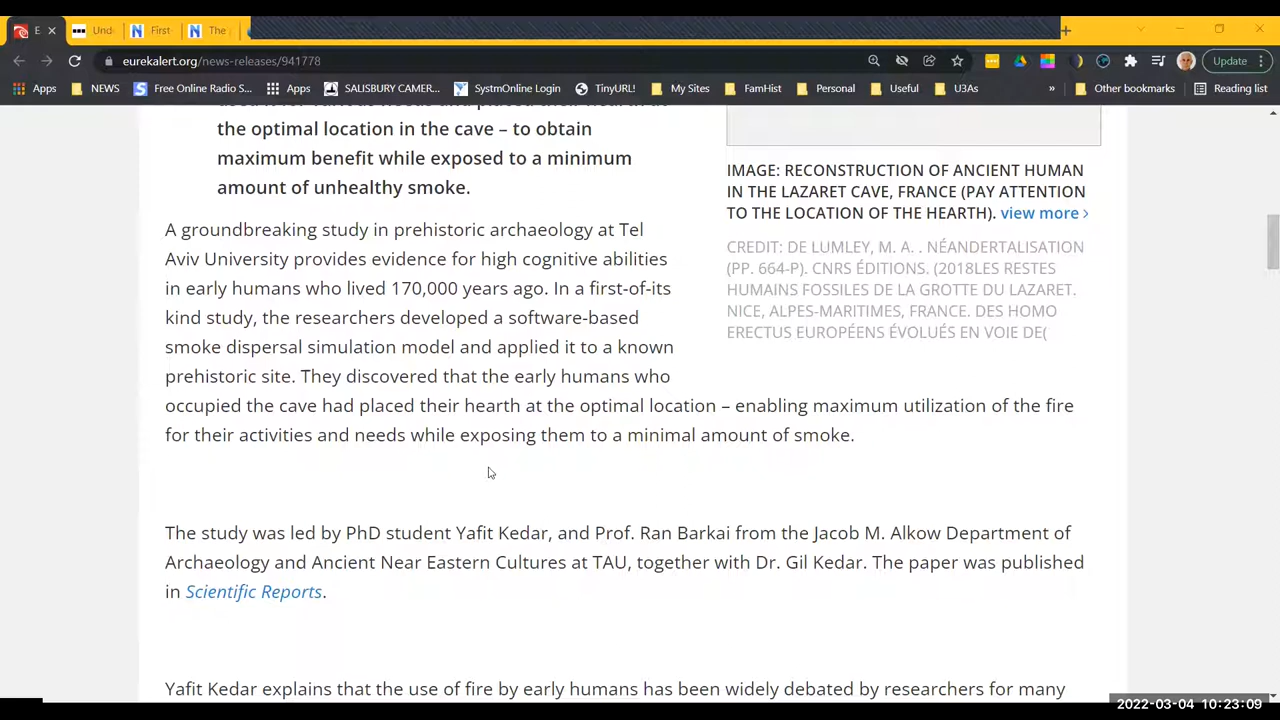 E
Und
First
The
Update
eurekalert.org/news-releases/941778
Apps
NEWS
Free Online Radio S...
Apps
SALISBURY CAMER...
SystmOnline Login
TinyURL!
My Sites
FamHist
Personal
Useful
U3As
»
Other bookmarks
Reading list
the optimal location in the cave – to obtain
maximum benefit while exposed to a minimum
amount of unhealthy smoke.
IMAGE: RECONSTRUCTION OF ANCIENT HUMAN
IN THE LAZARET CAVE, FRANCE (PAY ATTENTION
TO THE LOCATION OF THE HEARTH). view more >
CREDIT: DE LUMLEY, M. A. . NÉANDERTALISATION
(PP. 664-P). CNRS ÉDITIONS. (2018LES RESTES
HUMAINS FOSSILES DE LA GROTTE DU LAZARET.
NICE, ALPES-MARITIMES, FRANCE. DES HOMO
ERECTUS EUROPÉENS ÉVOLUÉS EN VOIE DE(
A groundbreaking study in prehistoric archaeology at Tel
Aviv University provides evidence for high cognitive abilities
in early humans who lived 170,000 years ago. In a first-of-its
kind study, the researchers developed a software-based
smoke dispersal simulation model and applied it to a known
prehistoric site. They discovered that the early humans who
occupied the cave had placed their hearth at the optimal location – enabling maximum utilization of the fire
for their activities and needs while exposing them to a minimal amount of smoke.
The study was led by PhD student Yafit Kedar, and Prof. Ran Barkai from the Jacob M. Alkow Department of
Archaeology and Ancient Near Eastern Cultures at TAU, together with Dr. Gil Kedar. The paper was published
in Scientific Reports.
Yafit Kedar explains that the use of fire by early humans has been widely debated by researchers for many
2022-03-04 10:23:09